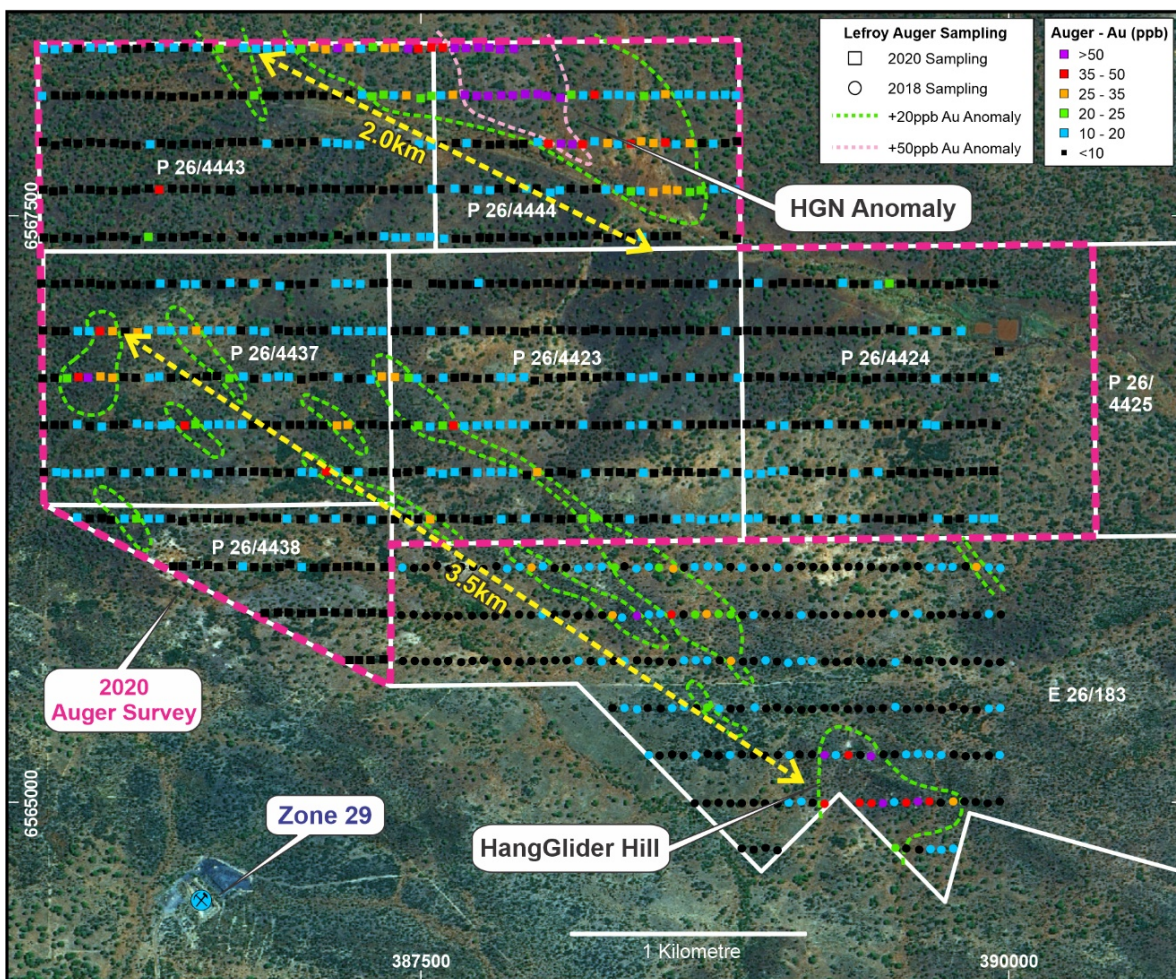 Lefroy Auger Sampling
2020 Sampling
2018 Sampling
+20ppb Au Anomaly
+50ppb Au Anomaly
Auger - Au (ppb)
>50
35 - 50
25 - 35
20 - 25
10 - 20
<10
2.0km
P 26/4443
P 26/4444
HGN Anomaly
6567500
P 26/4437
P 26/4423
P 26/4424
P 26/
4425
P 26/4438
3.5km
2020
Auger Survey
E 26/183
6565000
Zone 29
HangGlider Hill
1 Kilometre
387500
390000